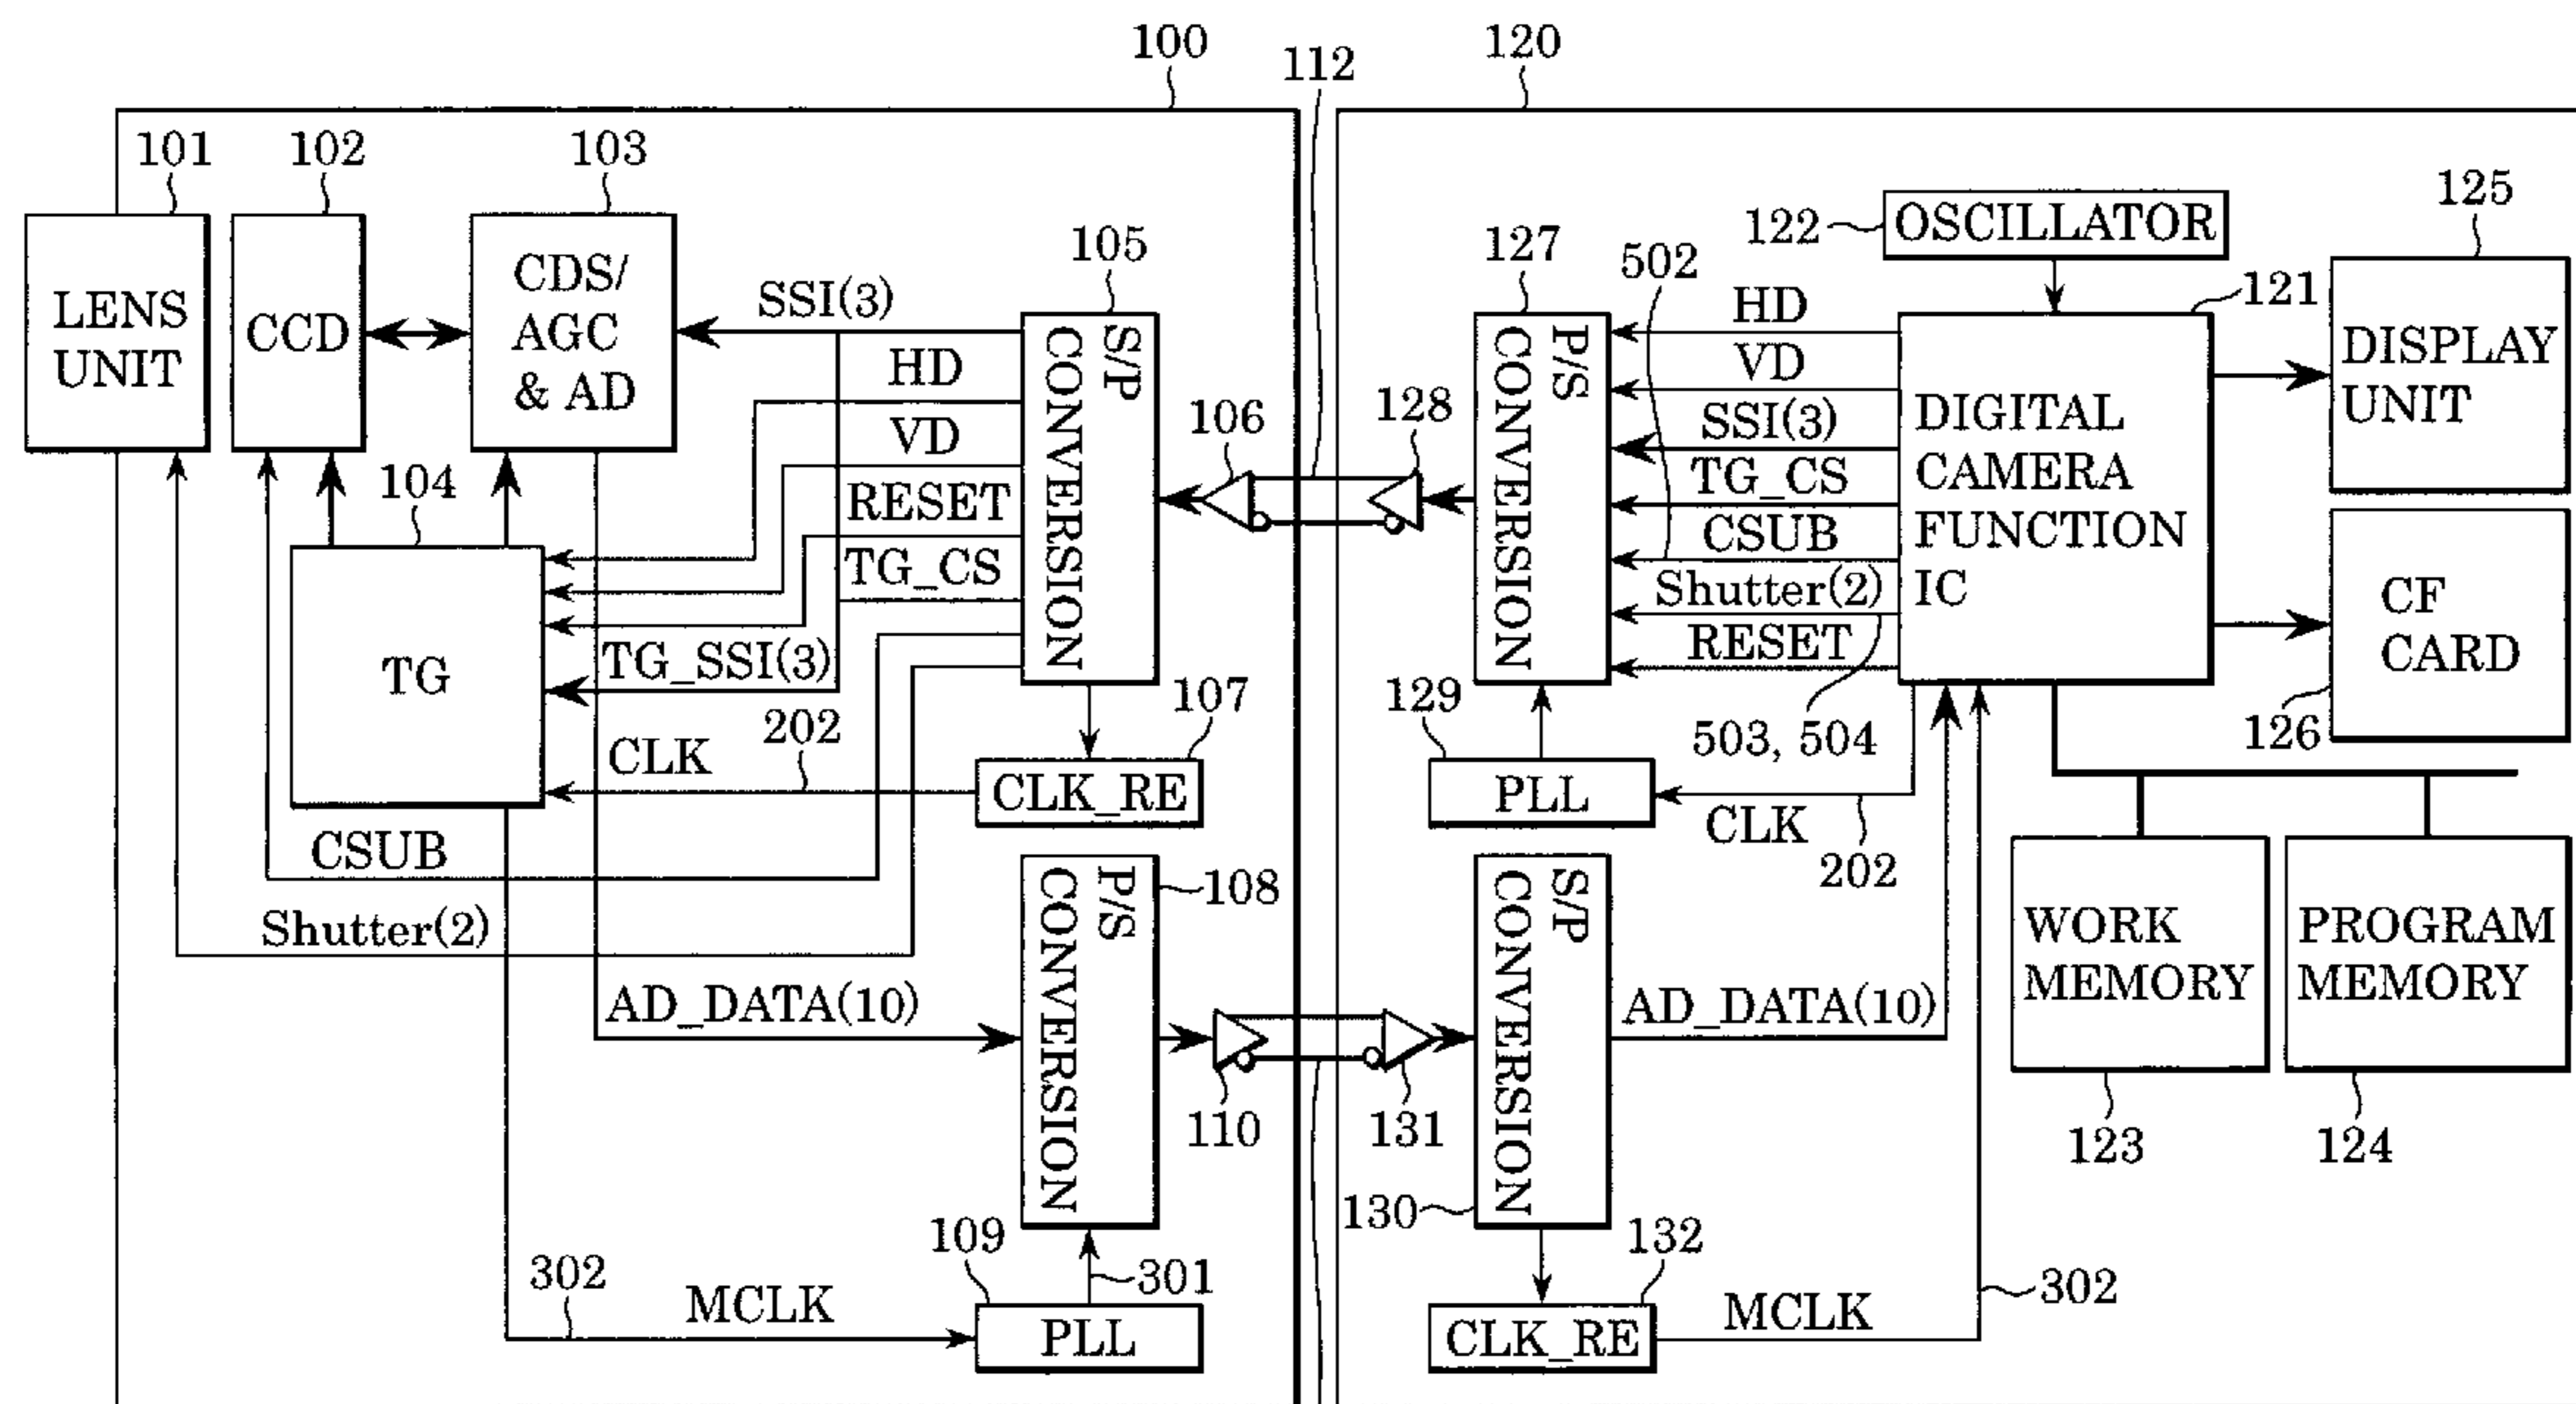 100
120
112
101
102
103
125
122
OSCILLATOR
105
127
502
121
LENS
UNIT
CCD
CDS/
AGC
& AD
SSI(3)
HD
VD
RESET
TG_CS
TG_SSI(3)
S/P
CONVERSION
106
128
P/S
CONVERSION
HD
VD
SSI(3)
TG_CS
CSUB
Shutter(2)
RESET
DIGITAL
CAMERA
FUNCTION
IC
DISPLAY
UNIT
CF
CARD
126
104
TG
202
CLK
107
CLK_RE
129
PLL
CLK
202
503, 504
CSUB
Shutter(2)
AD_DATA(10)
P/S
CONVERSION
108
110
131
S/P
CONVERSION
130
AD_DATA(10)
WORK
MEMORY
PROGRAM
MEMORY
123
124
302
MCLK
109
301
PLL
132
CLK_RE
MCLK
302